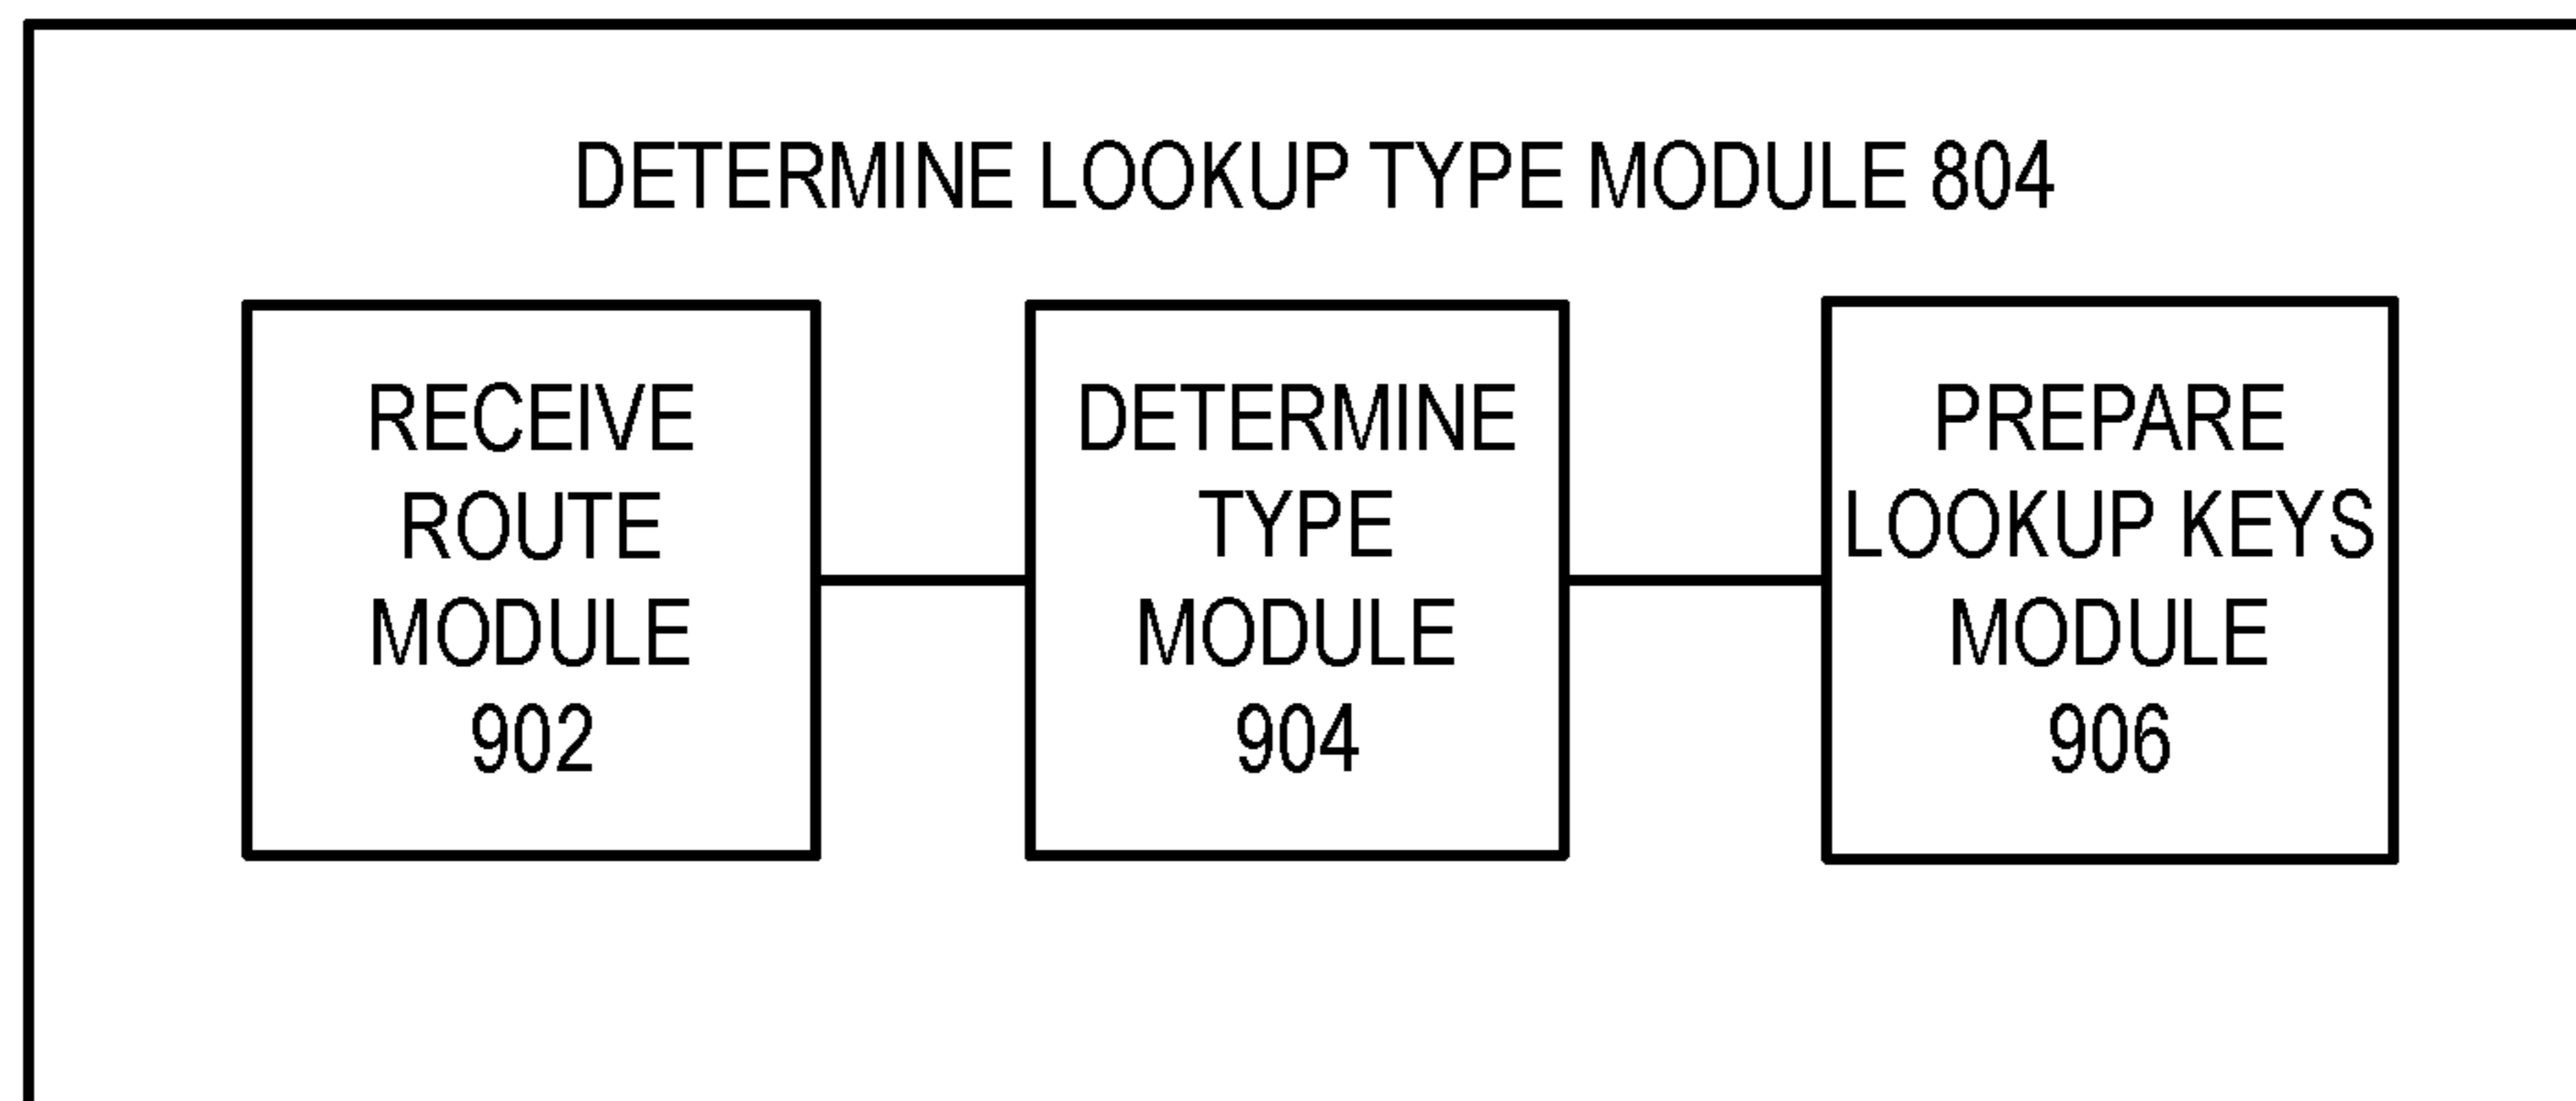 DETERMINE LOOKUP TYPE MODULE 804
RECEIVE
ROUTE
MODULE
902
DETERMINE
TYPE
MODULE
904
PREPARE
LOOKUP KEYS
MODULE
906